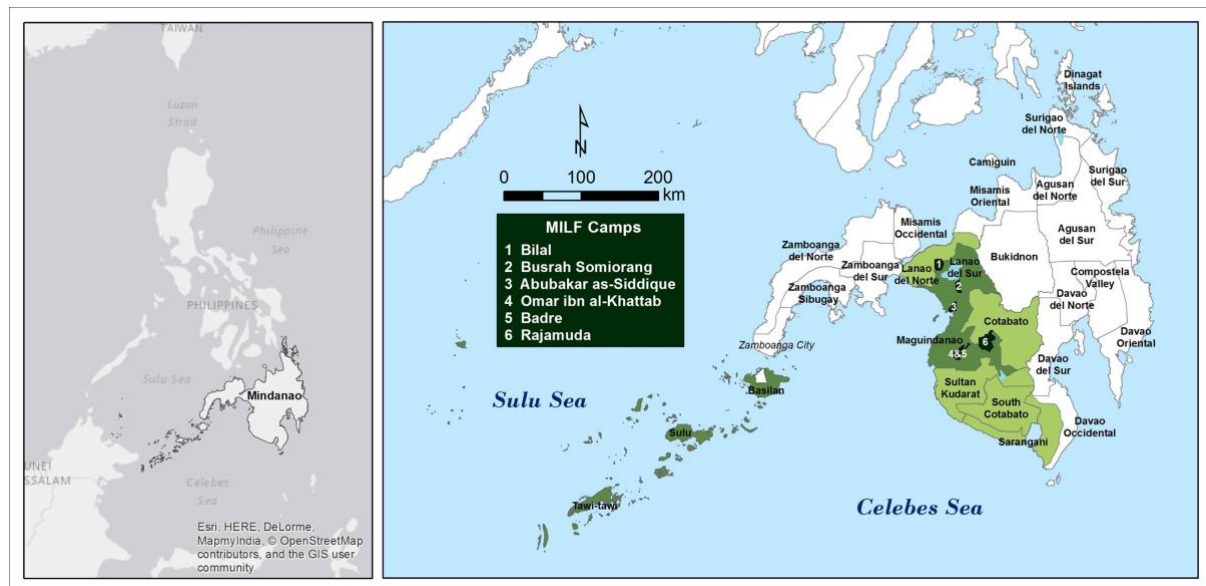 TAIWAN
Luzon
Strait
Philippine
Sea
PHILIPPINES
Sulu Sea
Mindanao
UNEI
SSALAM
Celebes
Sea
Esri, HERE, DeLorme,
MapmyIndia, © OpenStreetMap
contributors, and the GIS user
community
N
0 100 200
km
MILF Camps
1 Bilal
2 Busrah Somiorang
3 Abubakar as-Siddique
4 Omar ibn al-Khattab
5 Badre
6 Rajamuda
Dinagat
Islands
Surigao
del Norte
Camiguin
Surigao
del Sur
Agusan
del Norte
Misamis
Oriental
Misamis
Occidental
Agusan
del Sur
Zamboanga
del Norte
Zamboanga
del Sur
Lanao
del Norte
1
Lanao
del Sur
Bukidnon
2
Compostela
Valley
Davao
del Norte
Zamboanga
Sibugay
3
Cotabato
Davao
Oriental
Zamboanga City
Maguindanao
6
4&5
Davao
del Sur
Basilan
Sultan
Kudarat
South
Cotabato
Sulu Sea
Sulu
Sarangani
Davao
Occidental
Tawi-tawi
Celebes Sea